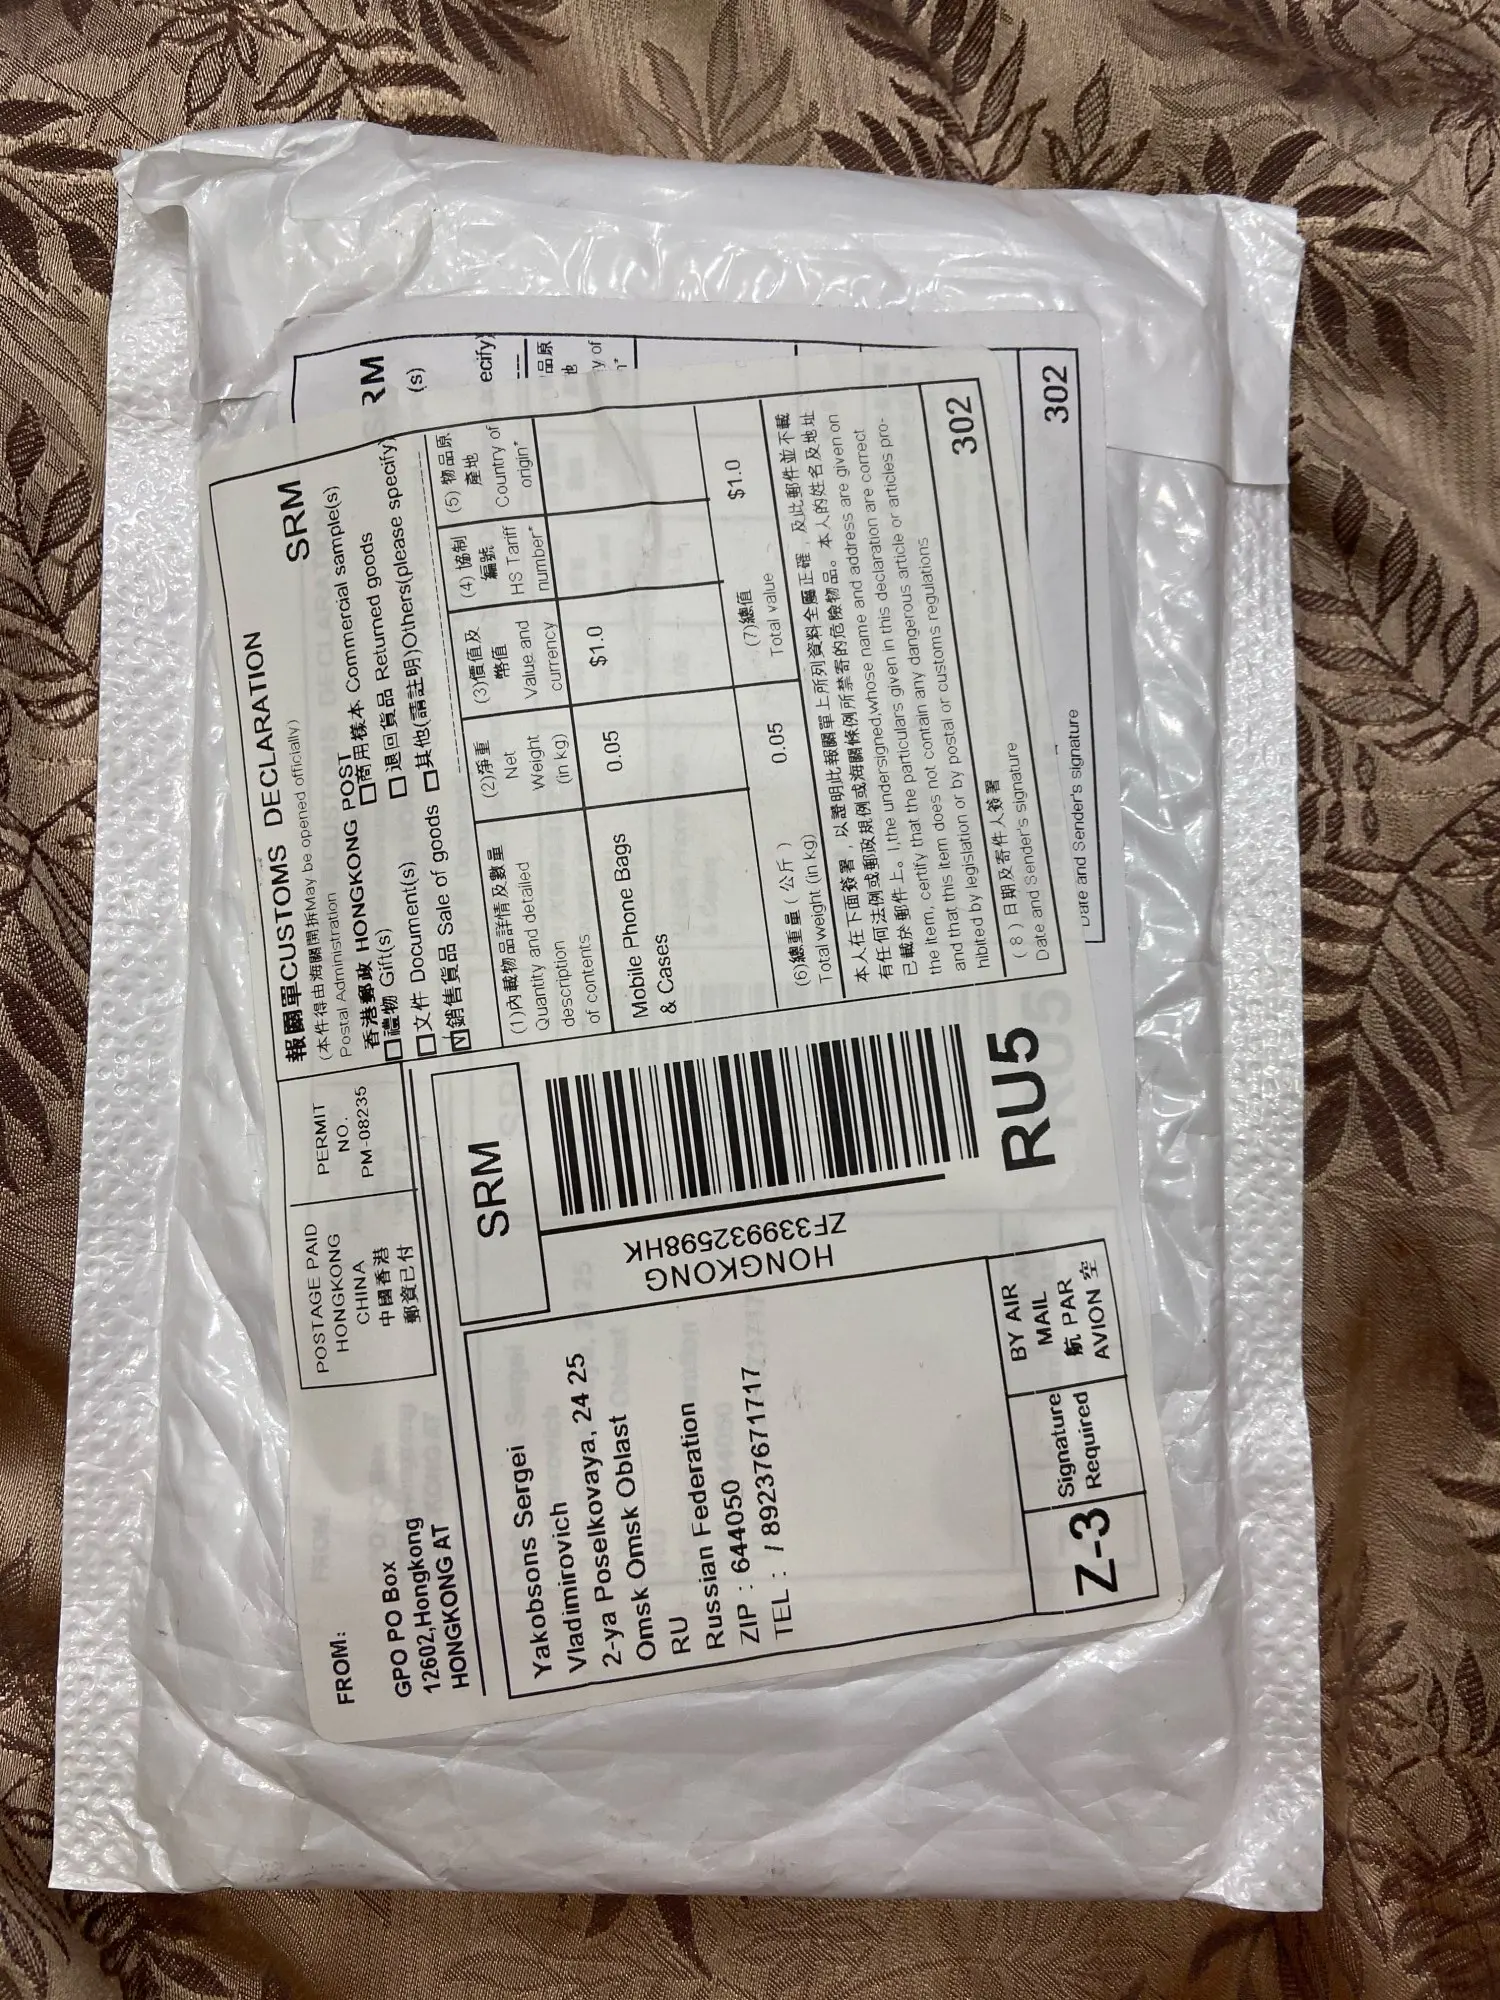 FROM:
GPO PO Box
12602,Hongkong
HONGKONG AT
POSTAGE PAID
HONGKONG
CHINA
中國香港
郵資已付
PERMIT
NO.
PM-08235
SRM
Yakobsons Sergei
Vladimirovich
2-ya Poselkovaya, 24 25
Omsk Omsk Oblast
RU
Russian Federation
ZIP : 644050
TEL : / 89237671717
HONGKONG
ZF339932598HK
RU5
Z-3
Signature
Required
BY AIR
MAIL
航 PAR
AVION 空
報關單CUSTOMS DECLARATION
SRM
(本件得由海關開拆May be opened officially)
Postal Administration
香港郵政 HONGKONG POST
□禮物 Gift(s) □商用樣本 Commercial sample(s)
□文件 Document(s) □退回貨品 Returned goods
☑銷售貨品 Sale of goods □其他(請註明)Others(please specify)
(1)內載物品詳情及數量
Quantity and detailed
description
of contents
(2)淨重
Net
Weight
(in kg)
(3)價值及
幣值
Value and
currency
(4) 協制
編號
HS Tariff
number*
(5) 物品原
產地
Country of
origin*
Mobile Phone Bags
& Cases
0.05
$1.0
(6)總重量 ( 公斤 )
Total weight (in kg)
0.05
(7)總值
Total value
$1.0
本人在下面簽署，以證明此報關單上所列資料全屬正確，及此郵件並不載
有任何法例或郵政規例或海關條例所禁寄的危險物品。本人的姓名及地址
已載於郵件上。I,the undersigned,whose name and address are given on
the item, certify that the particulars given in this declaration are correct
and that this item does not contain any dangerous article or articles pro-
hibited by legislation or by postal or customs regulations
( 8 ) 日期及寄件人簽署
Date and Sender's signature
302
RM
(s)
ecify)
品原
地
y of
Date and Sender's signature
302